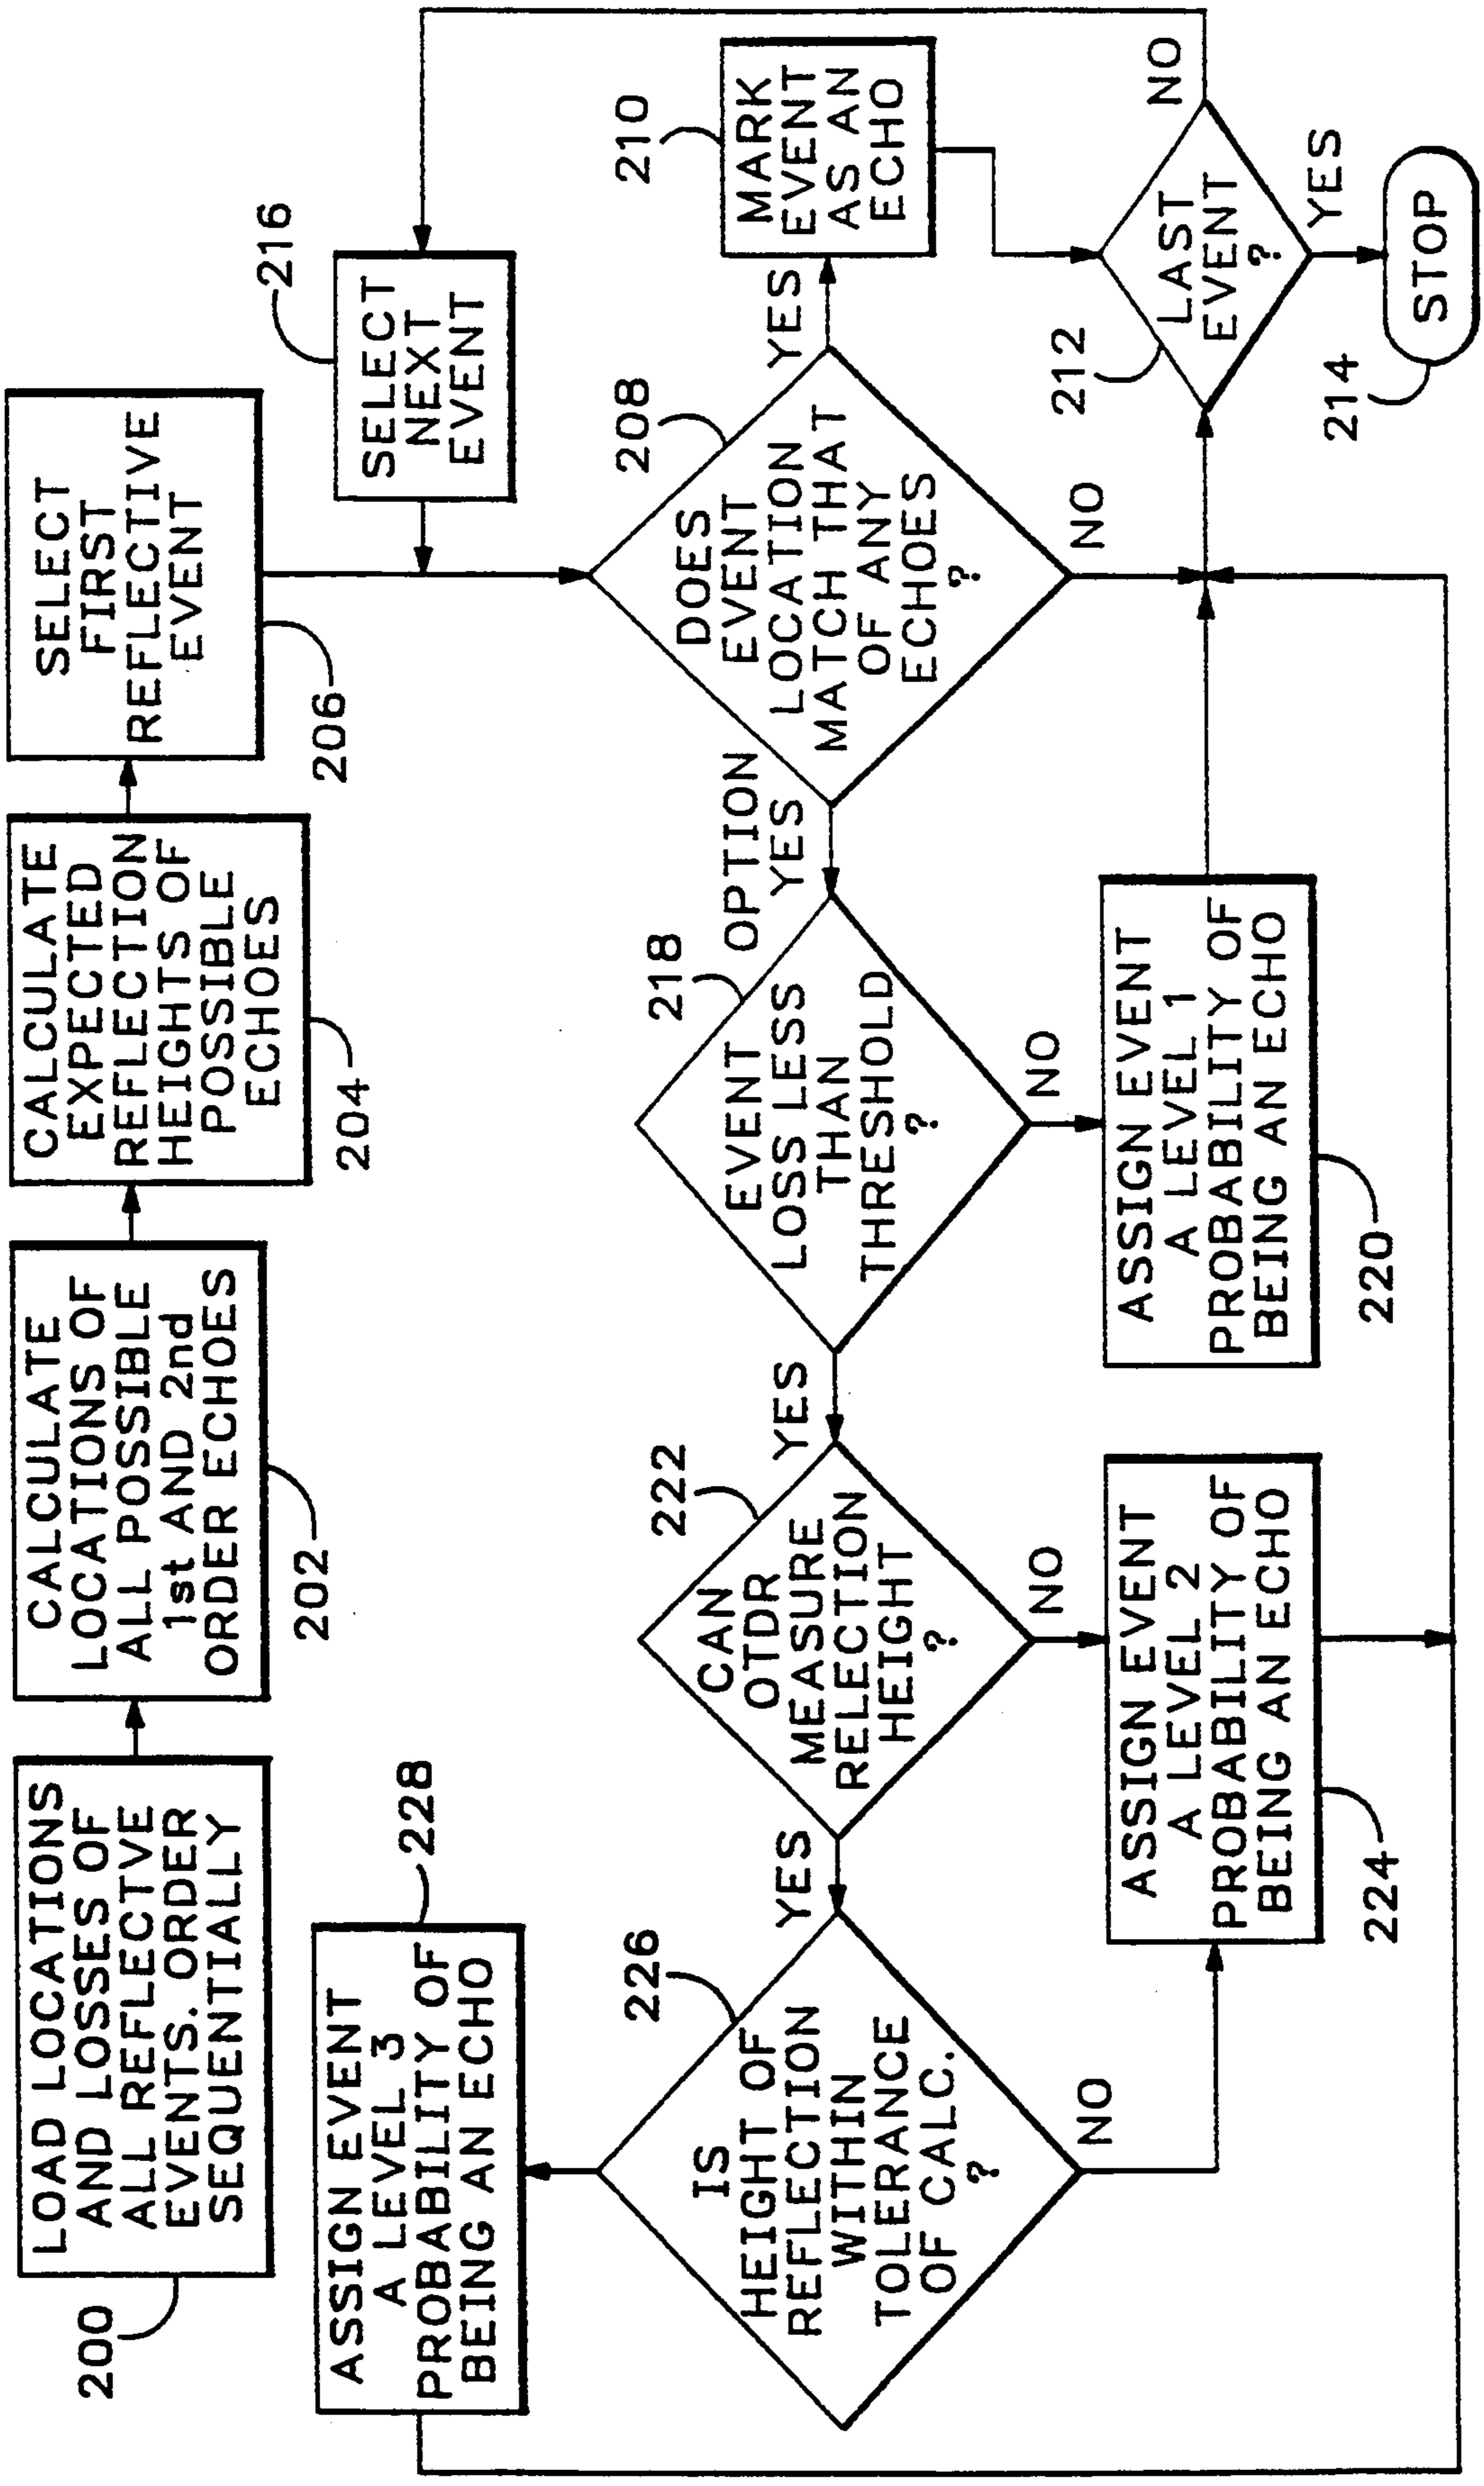 LOAD LOCATIONS
AND LOSSES OF
ALL REFLECTVE
EVENTS. ORDER
SEQUENTIALLY
200
CALCULATE
LOCATIONS OF
ALL POSSIBLE
1st AND 2nd
ORDER ECHOES
202
CALCULATE
EXPECTED
REFLECTION
HEIGHTS OF
POSSIBLE
ECHOES
204
SELECT
FIRST
REFLECTIVE
EVENT
206
SELECT
NEXT
EVENT
216
ASSIGN EVENT
A LEVEL 3
PROBABILITY OF
BEING AN ECHO
228
IS
HEIGHT OF
REFLECTION
WITHIN
TOLERANCE
OF CALC.
?
226
YES
NO
CAN
OTDR
MEASURE
RELECTION
HEIGHT
?
222
YES
NO
EVENT
LOSS LESS
THAN
THRESHOLD
?
218
OPTION
YES
NO
DOES
EVENT
LOCATION
MATCH THAT
OF ANY
ECHOES
?
208
YES
NO
MARK
EVENT
AS AN
ECHO
210
ASSIGN EVENT
A LEVEL 2
PROBABILITY OF
BEING AN ECHO
224
ASSIGN EVENT
A LEVEL 1
PROBABILITY OF
BEING AN ECHO
220
LAST
EVENT
?
212
NO
YES
STOP
214